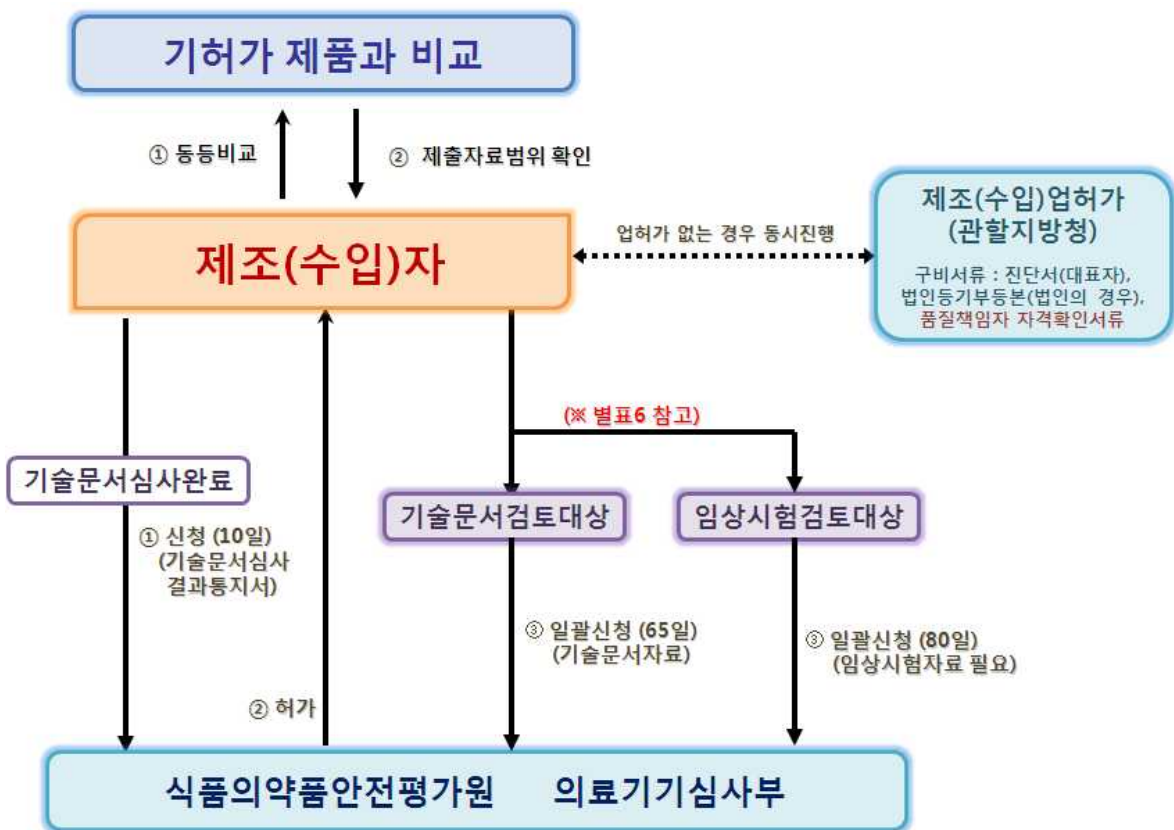 기허가 제품과 비교
① 동등비교
② 제출자료범위 확인
제조(수입)자
업허가 없는 경우 동시진행
제조(수입)업허가
(관할지방청)
구비서류 : 진단서(대표자),
법인등기부등본(법인의 경우),
품질책임자 자격확인서류
(※ 별표6 참고)
기술문서심사완료
기술문서검토대상
임상시험검토대상
① 신청 (10일)
(기술문서심사
결과통지서)
② 허가
③ 일괄신청 (65일)
(기술문서자료)
③ 일괄신청 (80일)
(임상시험자료 필요)
식품의약품안전평가원 의료기기심사부